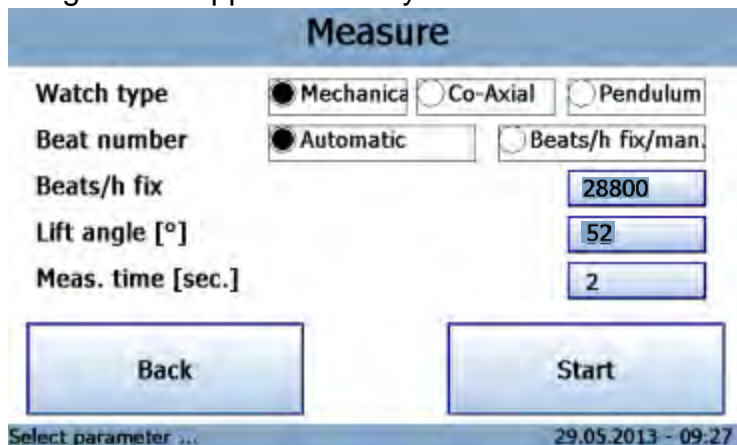 Measure
Watch type Mechanica Co-Axial Pendulum
Beat number Automatic Beats/h fix/man.
Beats/h fix 28800
Lift angle [°] 52
Meas. time [sec.] 2
Back Start
Select parameter ... 29.05.2013 - 09:27